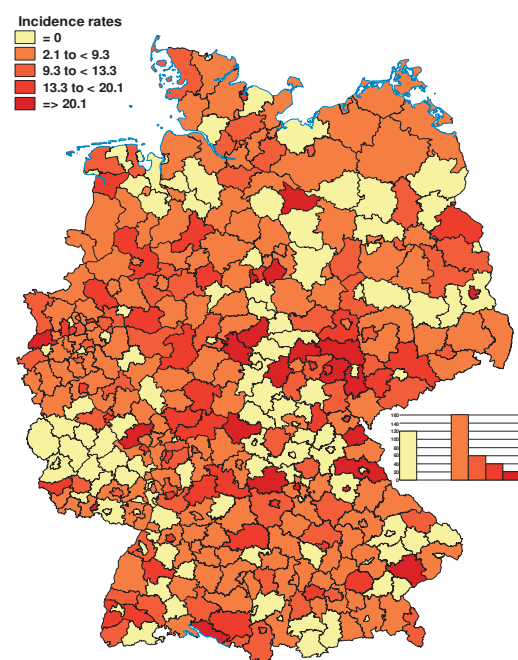 Incidence rates
= 0
2.1 to < 9.3
9.3 to < 13.3
13.3 to < 20.1
=> 20.1
160
140
120
100
80
60
40
20
0